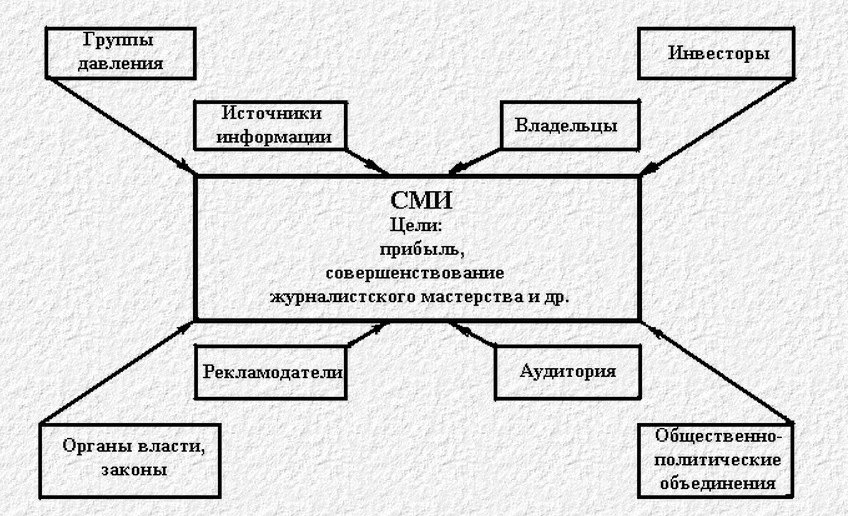 Группы
давления
Инвесторы
Источники
информации
Владельцы
СМИ
Цели:
прибыль,
совершенствование
журналистского мастерства и др.
Рекламодатели
Аудитория
Органы власти,
законы
Общественно-
политические
объединения